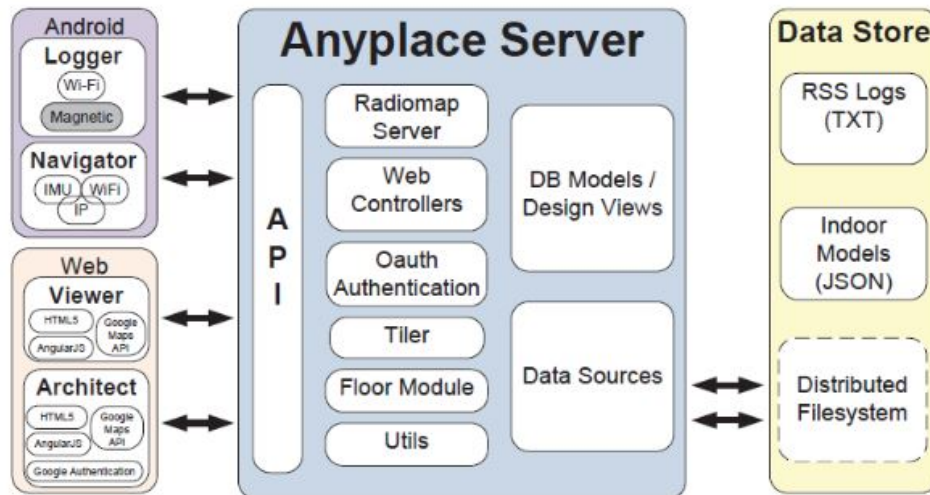 Android
Logger
Wi-Fi
Magnetic
Navigator
IMU
WiFi
IP
Web
Viewer
HTML5
AngularJS
Google
Maps
API
Architect
HTML5
AngularJS
Google
Maps
API
Google Authentication
Anyplace Server
A
P
I
Radiomap
Server
Web
Controllers
Oauth
Authentication
Tiler
Floor Module
Utils
DB Models /
Design Views
Data Sources
Data Store
RSS Logs
(TXT)
Indoor
Models
(JSON)
Distributed
Filesystem